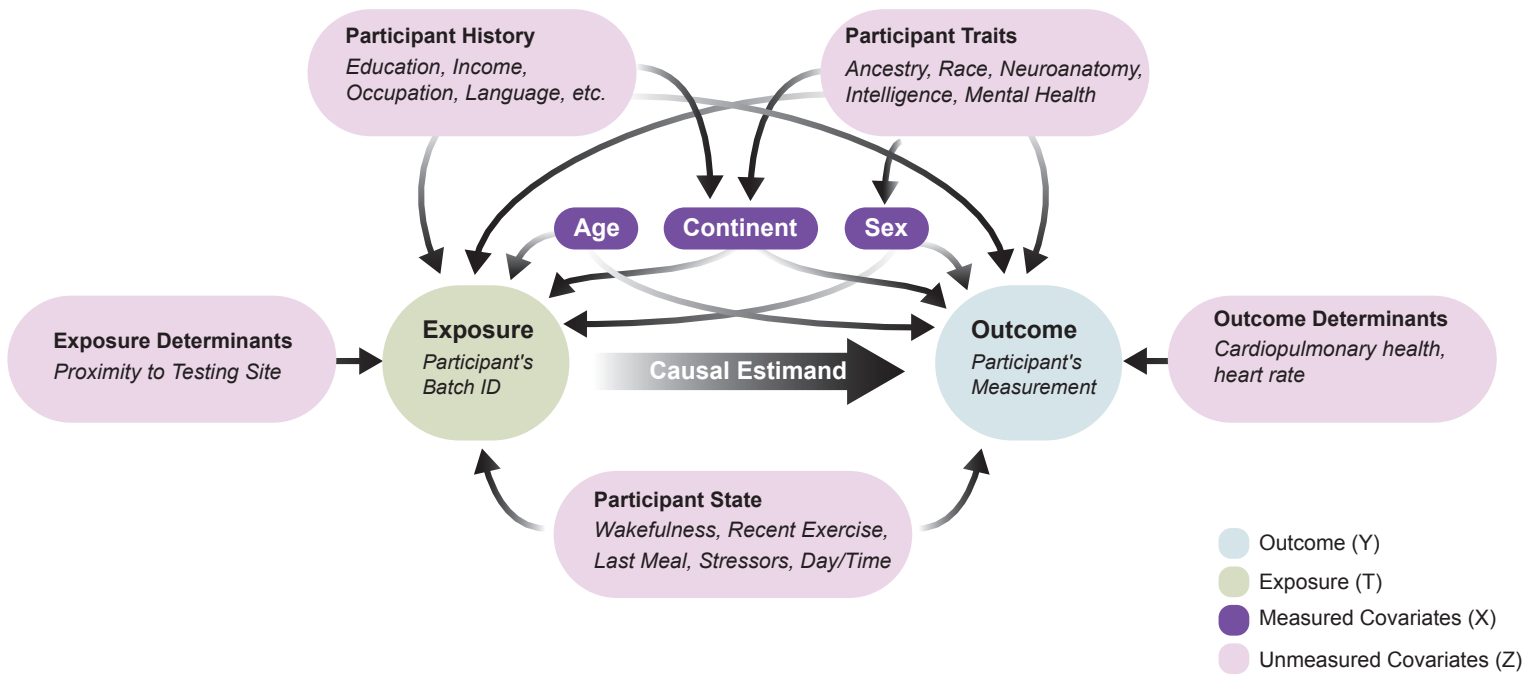 Participant History
Education, Income,
Occupation, Language, etc.
Participant Traits
Ancestry, Race, Neuroanatomy,
Intelligence, Mental Health
Age
Continent
Sex
Exposure Determinants
Proximity to Testing Site
Exposure
Participant's
Batch ID
Causal Estimand
Outcome
Participant's
Measurement
Outcome Determinants
Cardiopulmonary health,
heart rate
Participant State
Wakefulness, Recent Exercise,
Last Meal, Stressors, Day/Time
Outcome (Y)
Exposure (T)
Measured Covariates (X)
Unmeasured Covariates (Z)